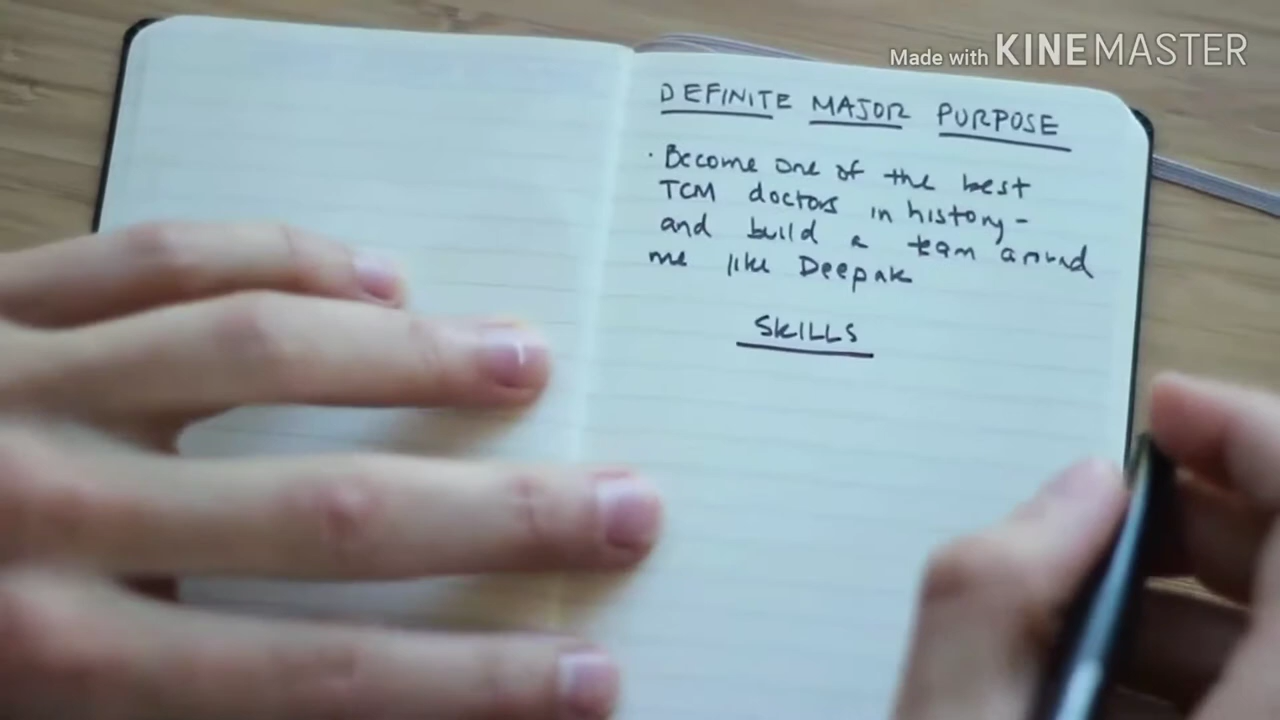 Made with KINEMASTER
DEFINITE MAJOR PURPOSE
· Become one of the best
TCM doctors in history -
and build a team around
me like Deepak
SKILLS